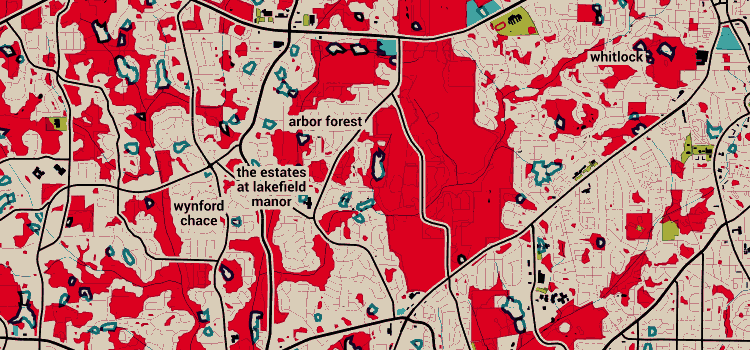 whitlock
arbor forest
the estates
at lakefield
manor
wynford
chace